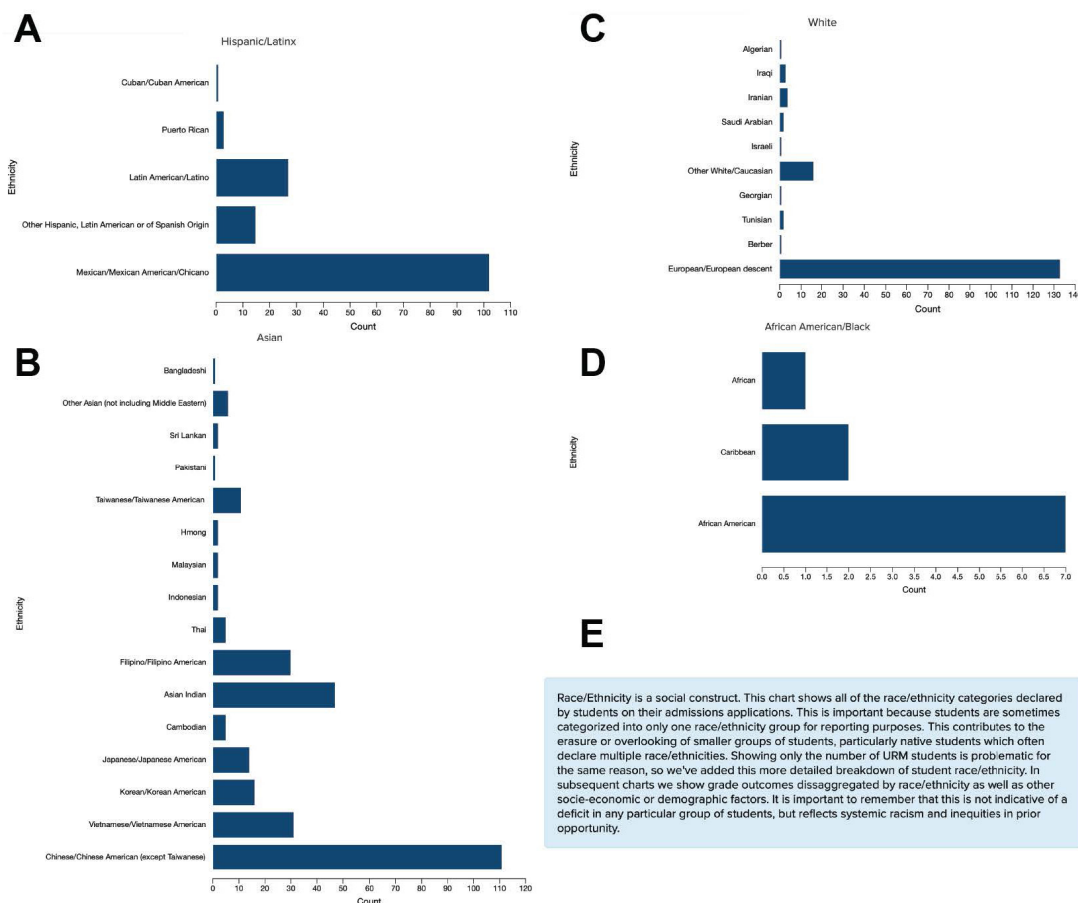 A
Hispanic/Latinx
Cuban/Cuban American
Puerto Rican
Latin American/Latino
Other Hispanic, Latin American or of Spanish Origin
Mexican/Mexican American/Chicano
Ethnicity
0 10 20 30 40 50 60 70 80 90 100 110
Count
B
Asian
Bangladeshi
Other Asian (not including Middle Eastern)
Sri Lankan
Pakistani
Taiwanese/Taiwanese American
Hmong
Malaysian
Indonesian
Thai
Filipino/Filipino American
Asian Indian
Cambodian
Japanese/Japanese American
Korean/Korean American
Vietnamese/Vietnamese American
Chinese/Chinese American (except Taiwanese)
Ethnicity
0 10 20 30 40 50 60 70 80 90 100 110 120
Count
C
White
Algerian
Iraqi
Iranian
Saudi Arabian
Israeli
Other White/Caucasian
Georgian
Tunisian
Berber
European/European descent
Ethnicity
0 10 20 30 40 50 60 70 80 90 100 110 120 130 140
Count
D
African American/Black
African
Caribbean
African American
Ethnicity
0.0 0.5 1.0 1.5 2.0 2.5 3.0 3.5 4.0 4.5 5.0 5.5 6.0 6.5 7.0
Count
E
Race/Ethnicity is a social construct. This chart shows all of the race/ethnicity categories declared
by students on their admissions applications. This is important because students are sometimes
categorized into only one race/ethnicity group for reporting purposes. This contributes to the
erasure or overlooking of smaller groups of students, particularly native students which often
declare multiple race/ethnicities. Showing only the number of URM students is problematic for
the same reason, so we've added this more detailed breakdown of student race/ethnicity. In
subsequent charts we show grade outcomes dissaggregated by race/ethnicity as well as other
socie-economic or demographic factors. It is important to remember that this is not indicative of a
deficit in any particular group of students, but reflects systemic racism and inequities in prior
opportunity.